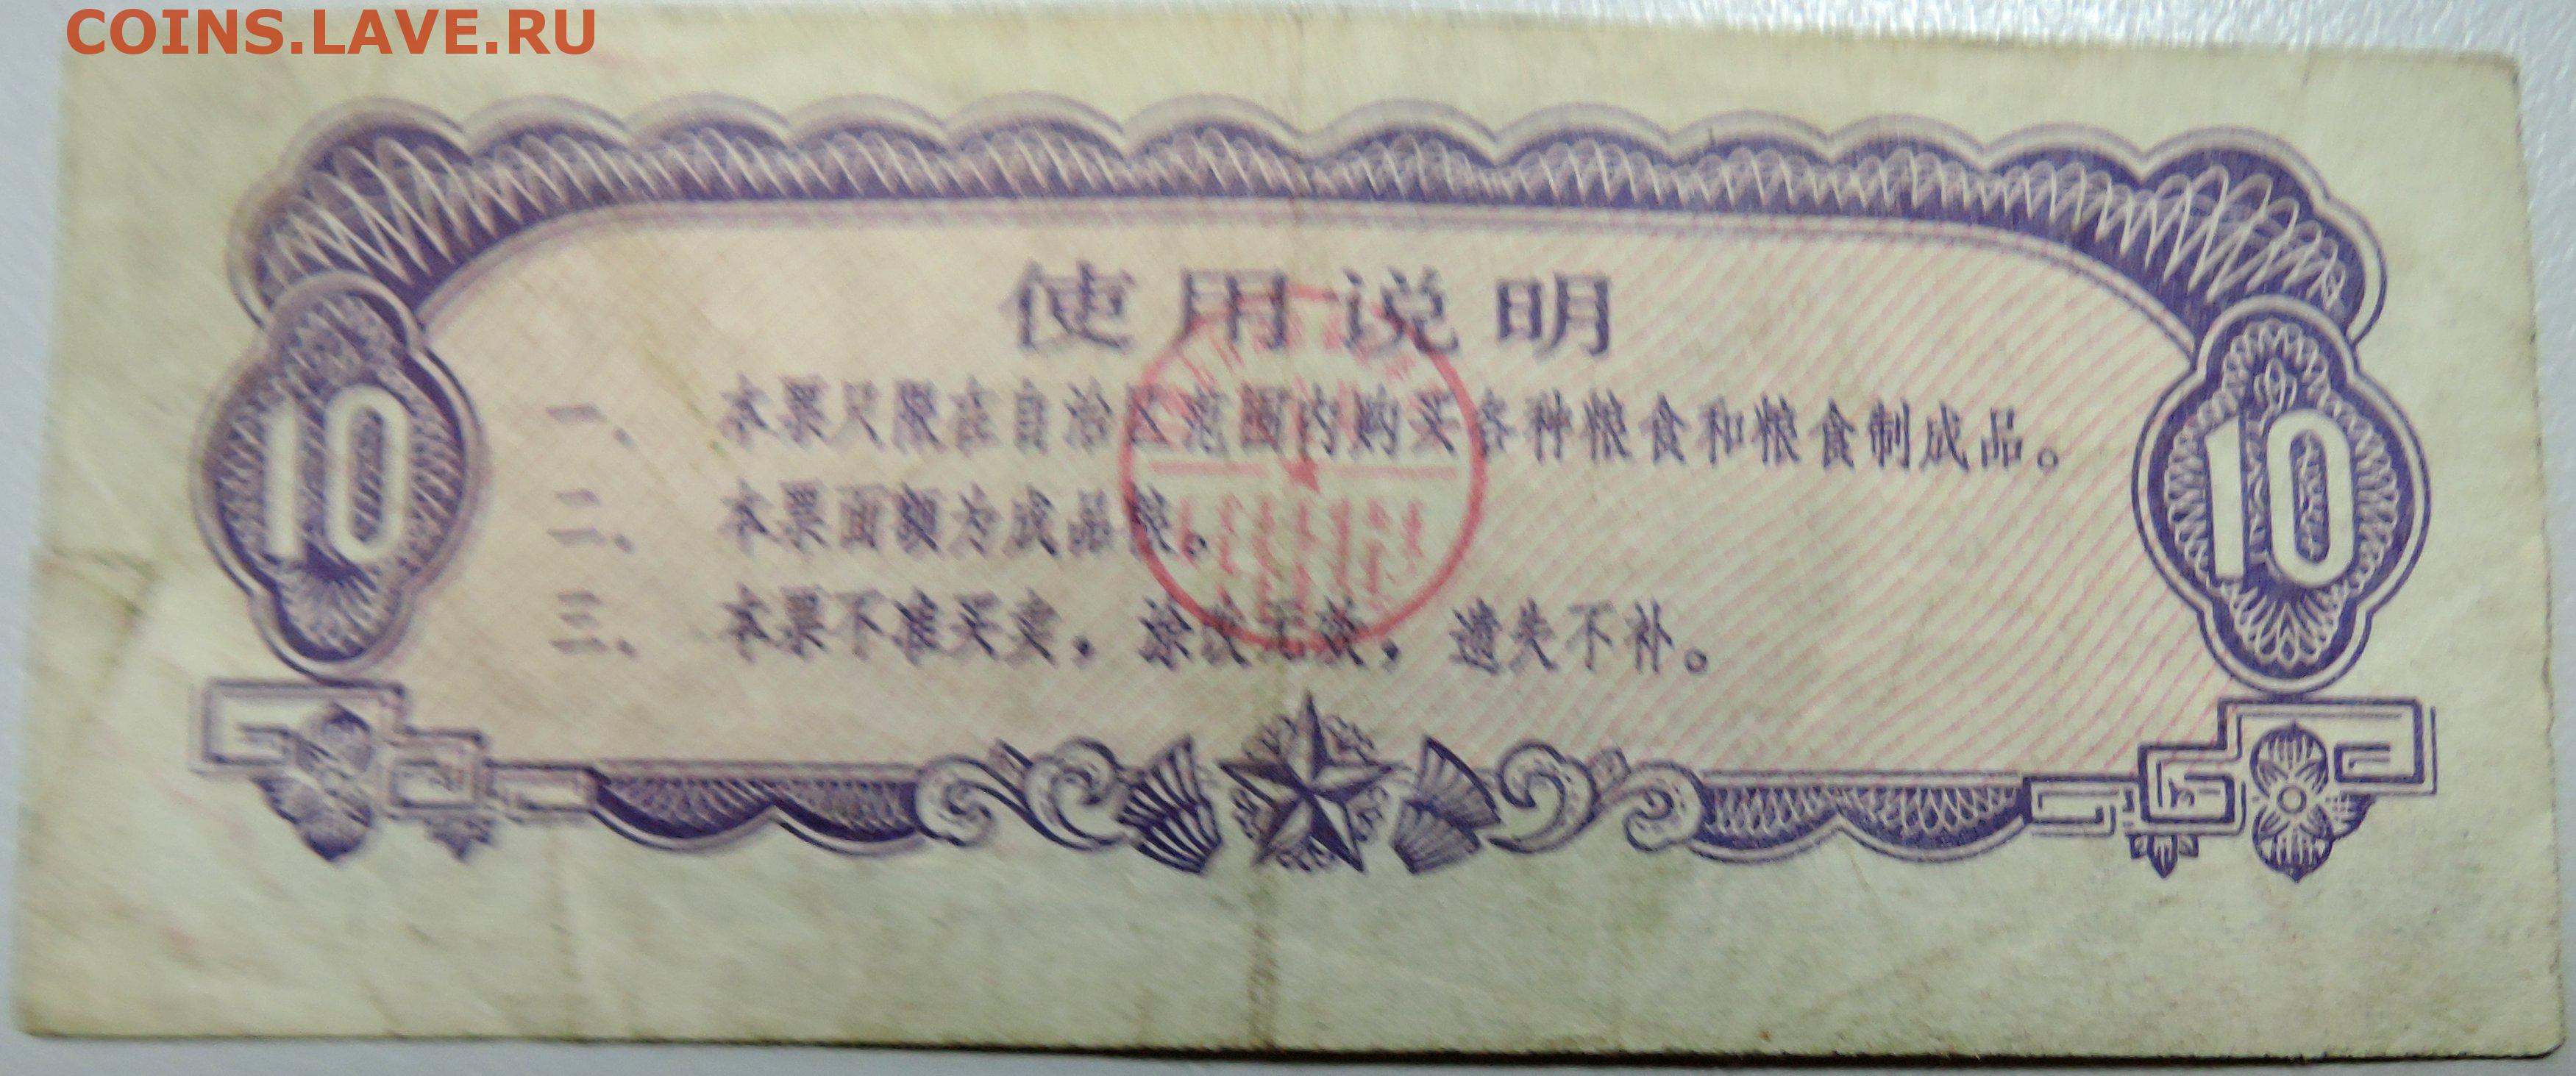 COINS.LAVE.RU
使用说明
一、 本票只限在自治区范围内购买各种粮食和粮食制成品。
二、 本票面额为成品粮。
三、 本票不准买卖，涂改无效，遗失不补。
10
10